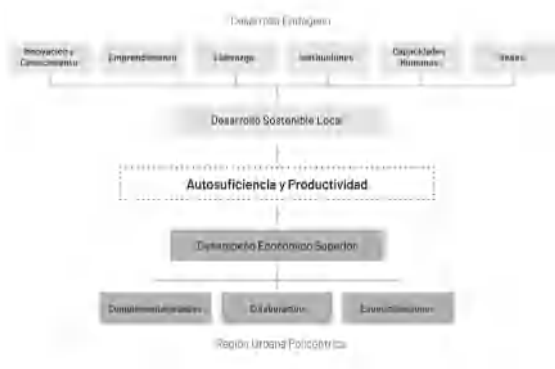 Desarrollo Endógeno
Innovación y
Conocimiento
Emprendimiento
Liderazgo
Instituciones
Capacidades
Humanas
Redes
Desarrollo Sostenible Local
Autosuficiencia y Productividad
Desempeño Económico Superior
Complementariedades
Colaborativo
Región Urbana Policéntrica